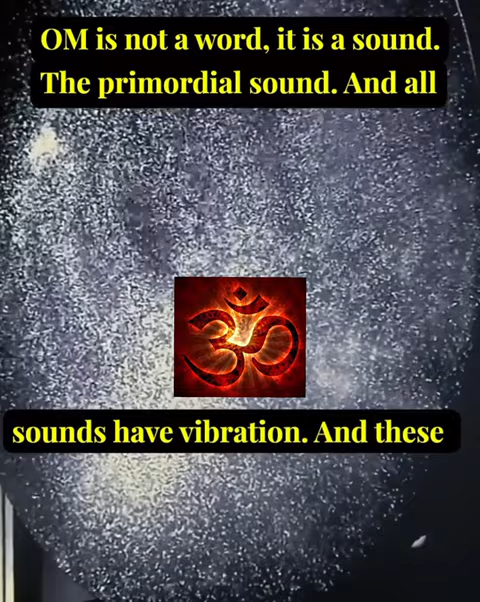 OM is not a word, it is a sound.
The primordial sound. And all
ॐ
sounds have vibration. And these